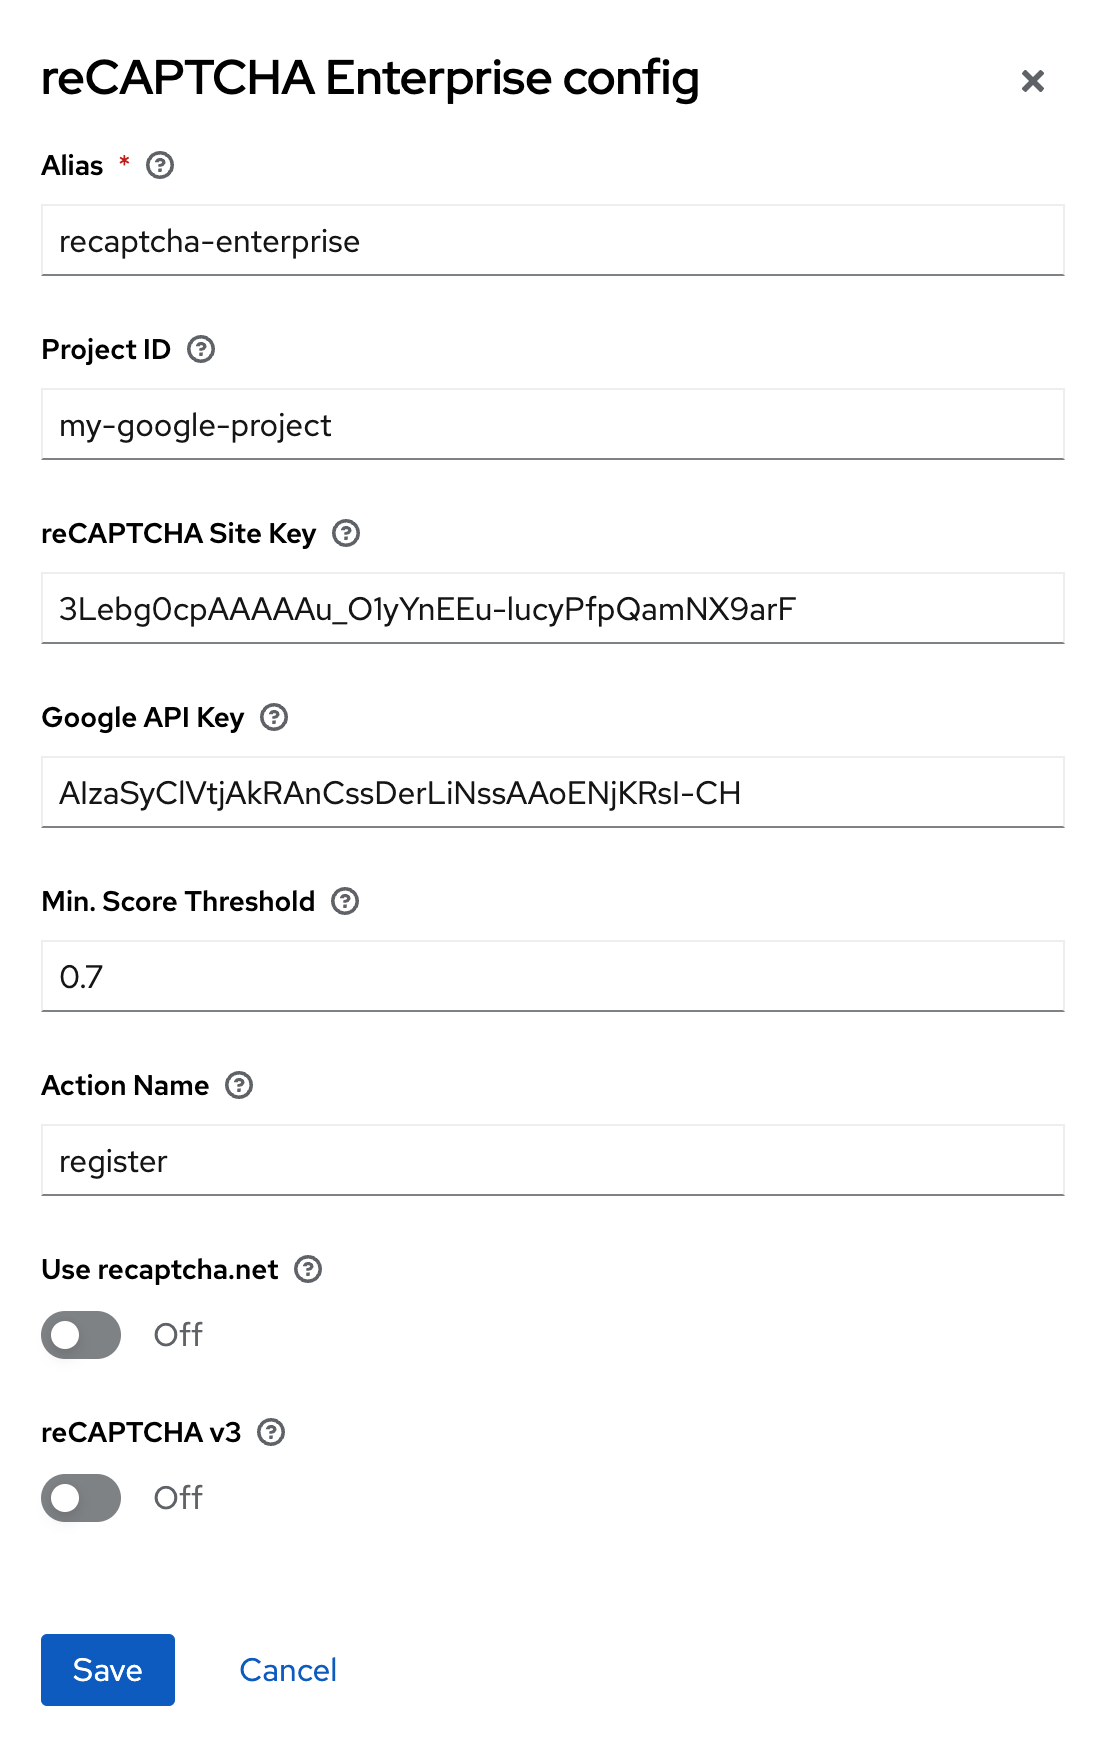 reCAPTCHA Enterprise config
Alias *
recaptcha-enterprise
Project ID
my-google-project
reCAPTCHA Site Key
3Lebg0cpAAAAAu_O1yYnEEu-lucyPfpQamNX9arF
Google API Key
AIzaSyClVtjAkRAnCssDerLiNssAAoENjKRsI-CH
Min. Score Threshold
0.7
Action Name
register
Use recaptcha.net
Off
reCAPTCHA v3
Off
Save Cancel